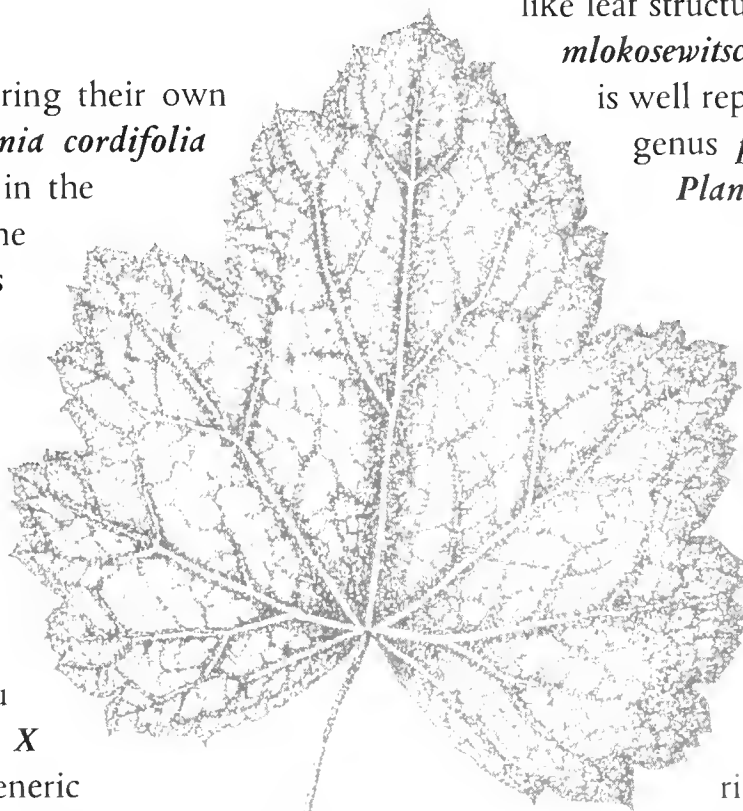 ring their own
nia cordifolia
in the
ne
s
u
X
eneric
like leaf structu
mlokosewitsc
is well rep
genus p
Plan
ri